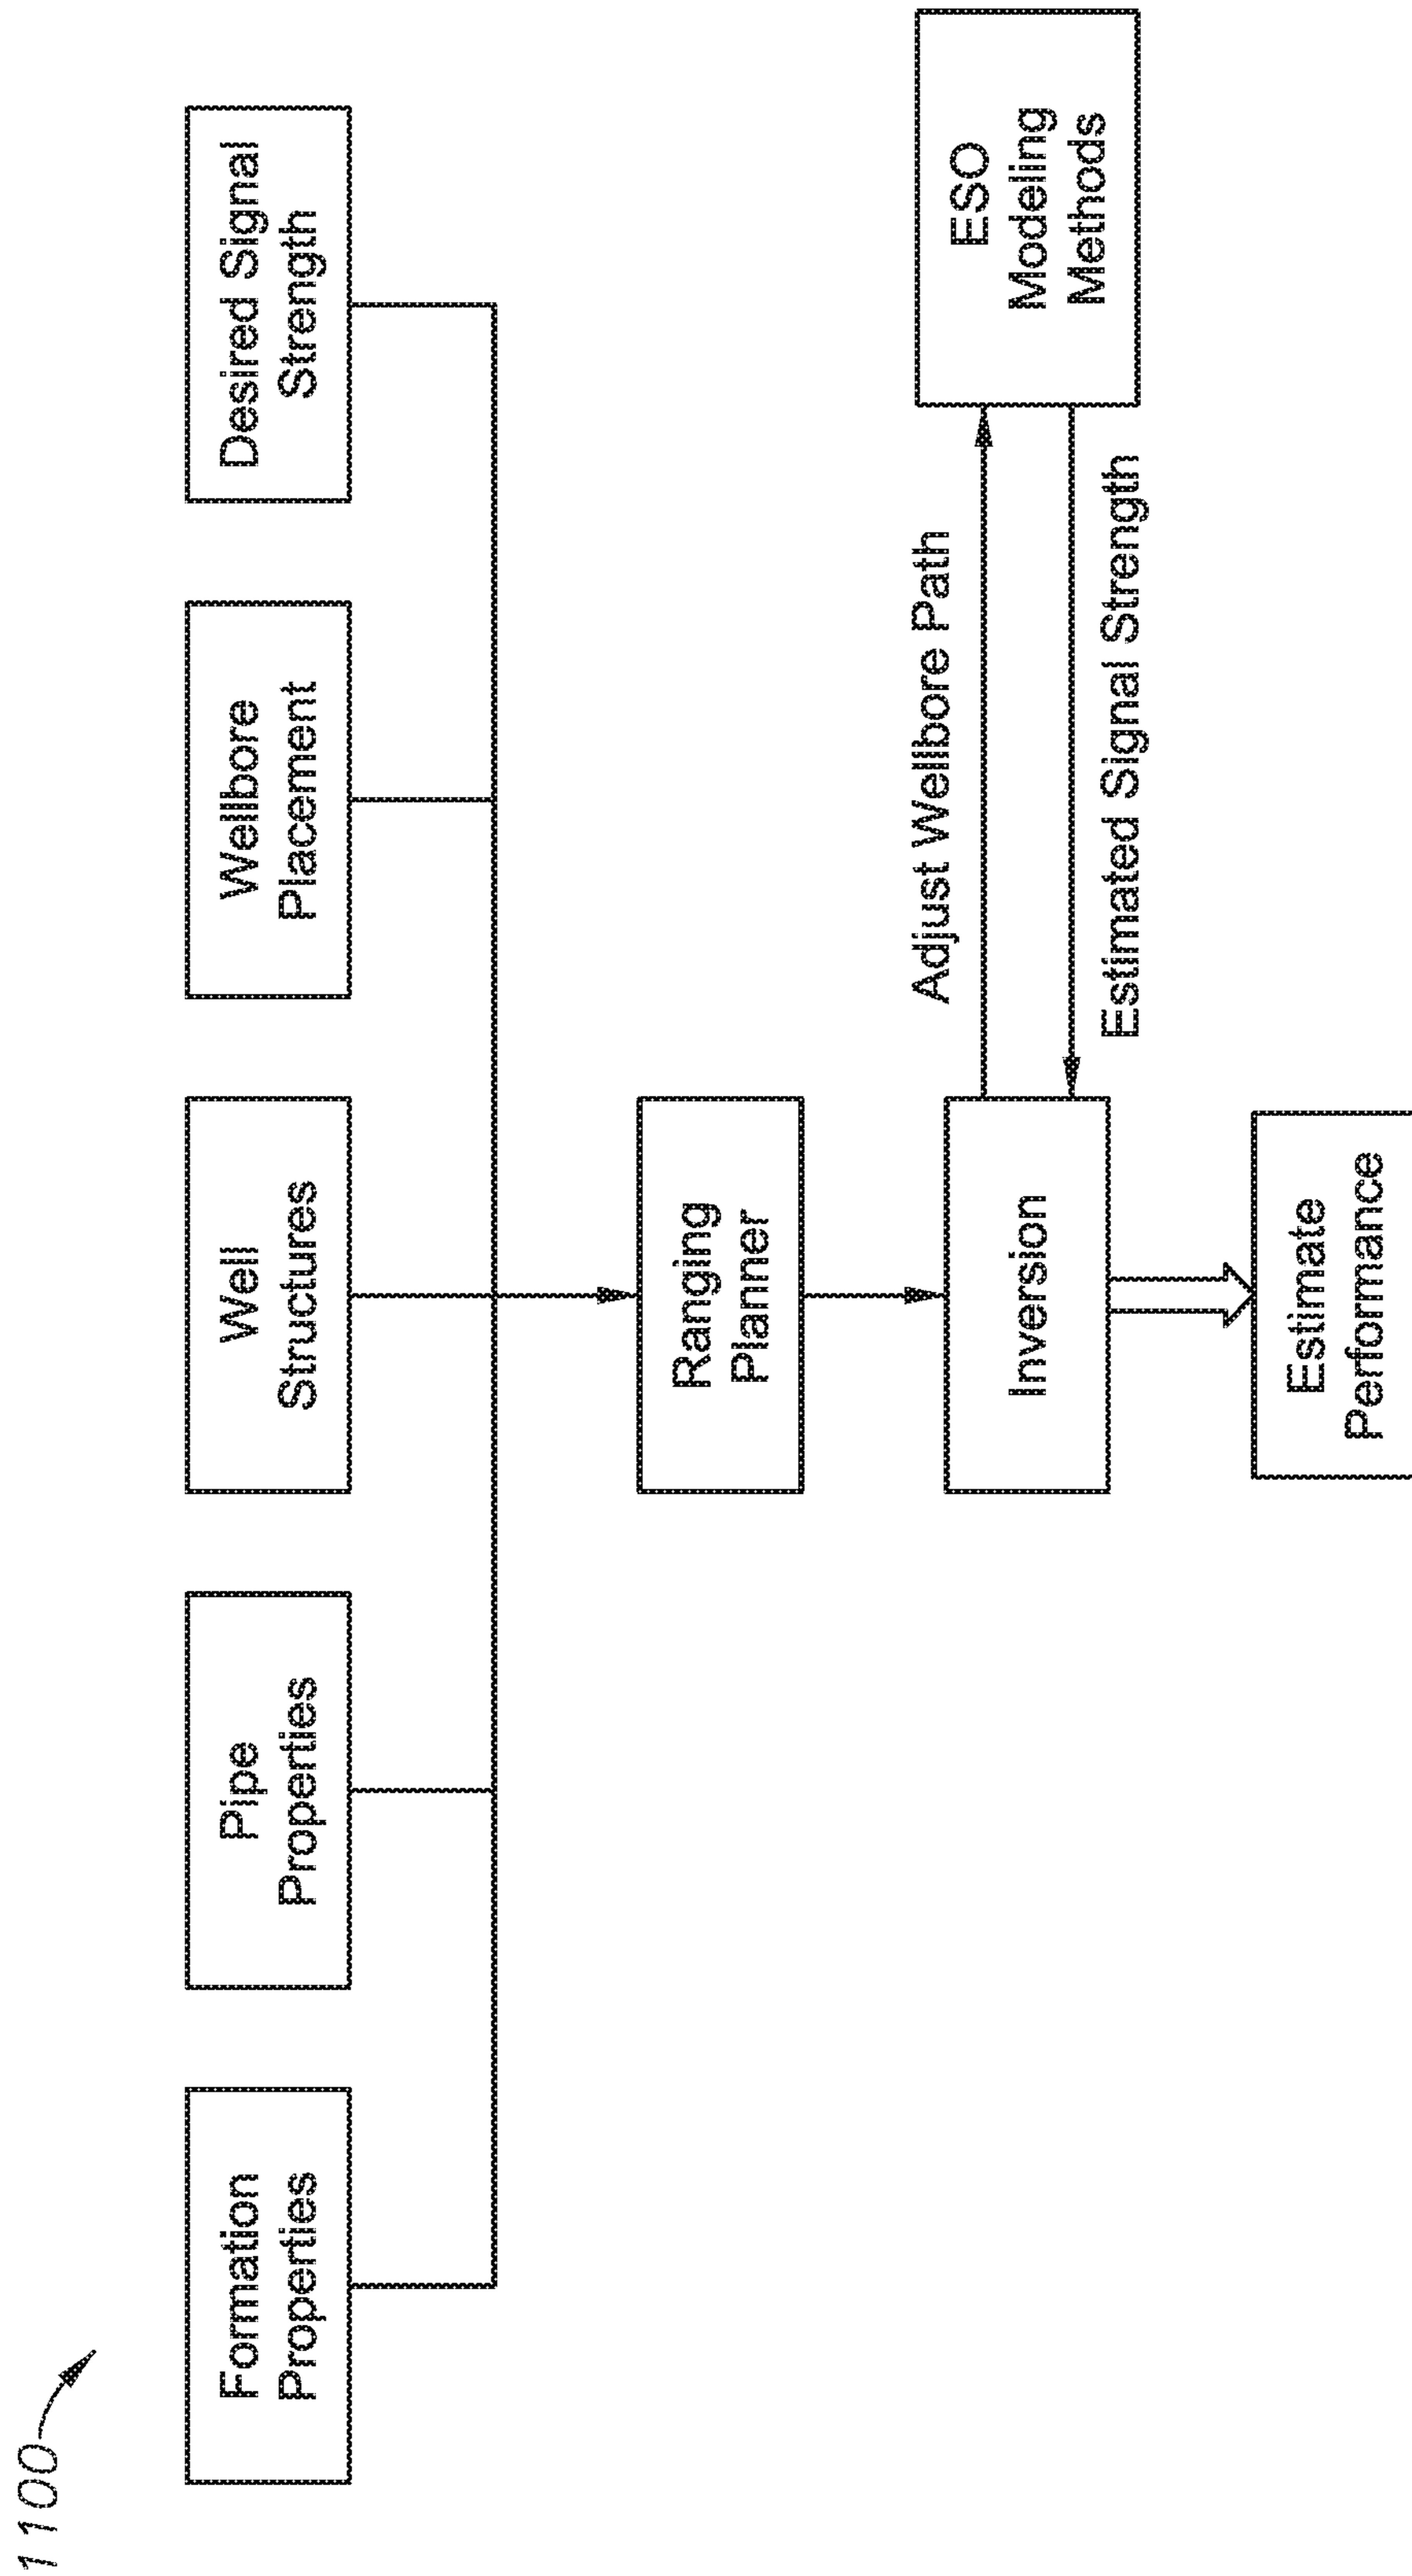 1100
Formation
Properties
Pipe
Properties
Well
Structures
Wellbore
Placement
Desired Signal
Strength
Ranging
Planner
Inversion
Adjust Wellbore Path
Estimated Signal Strength
ESO
Modeling
Methods
Estimate
Performance